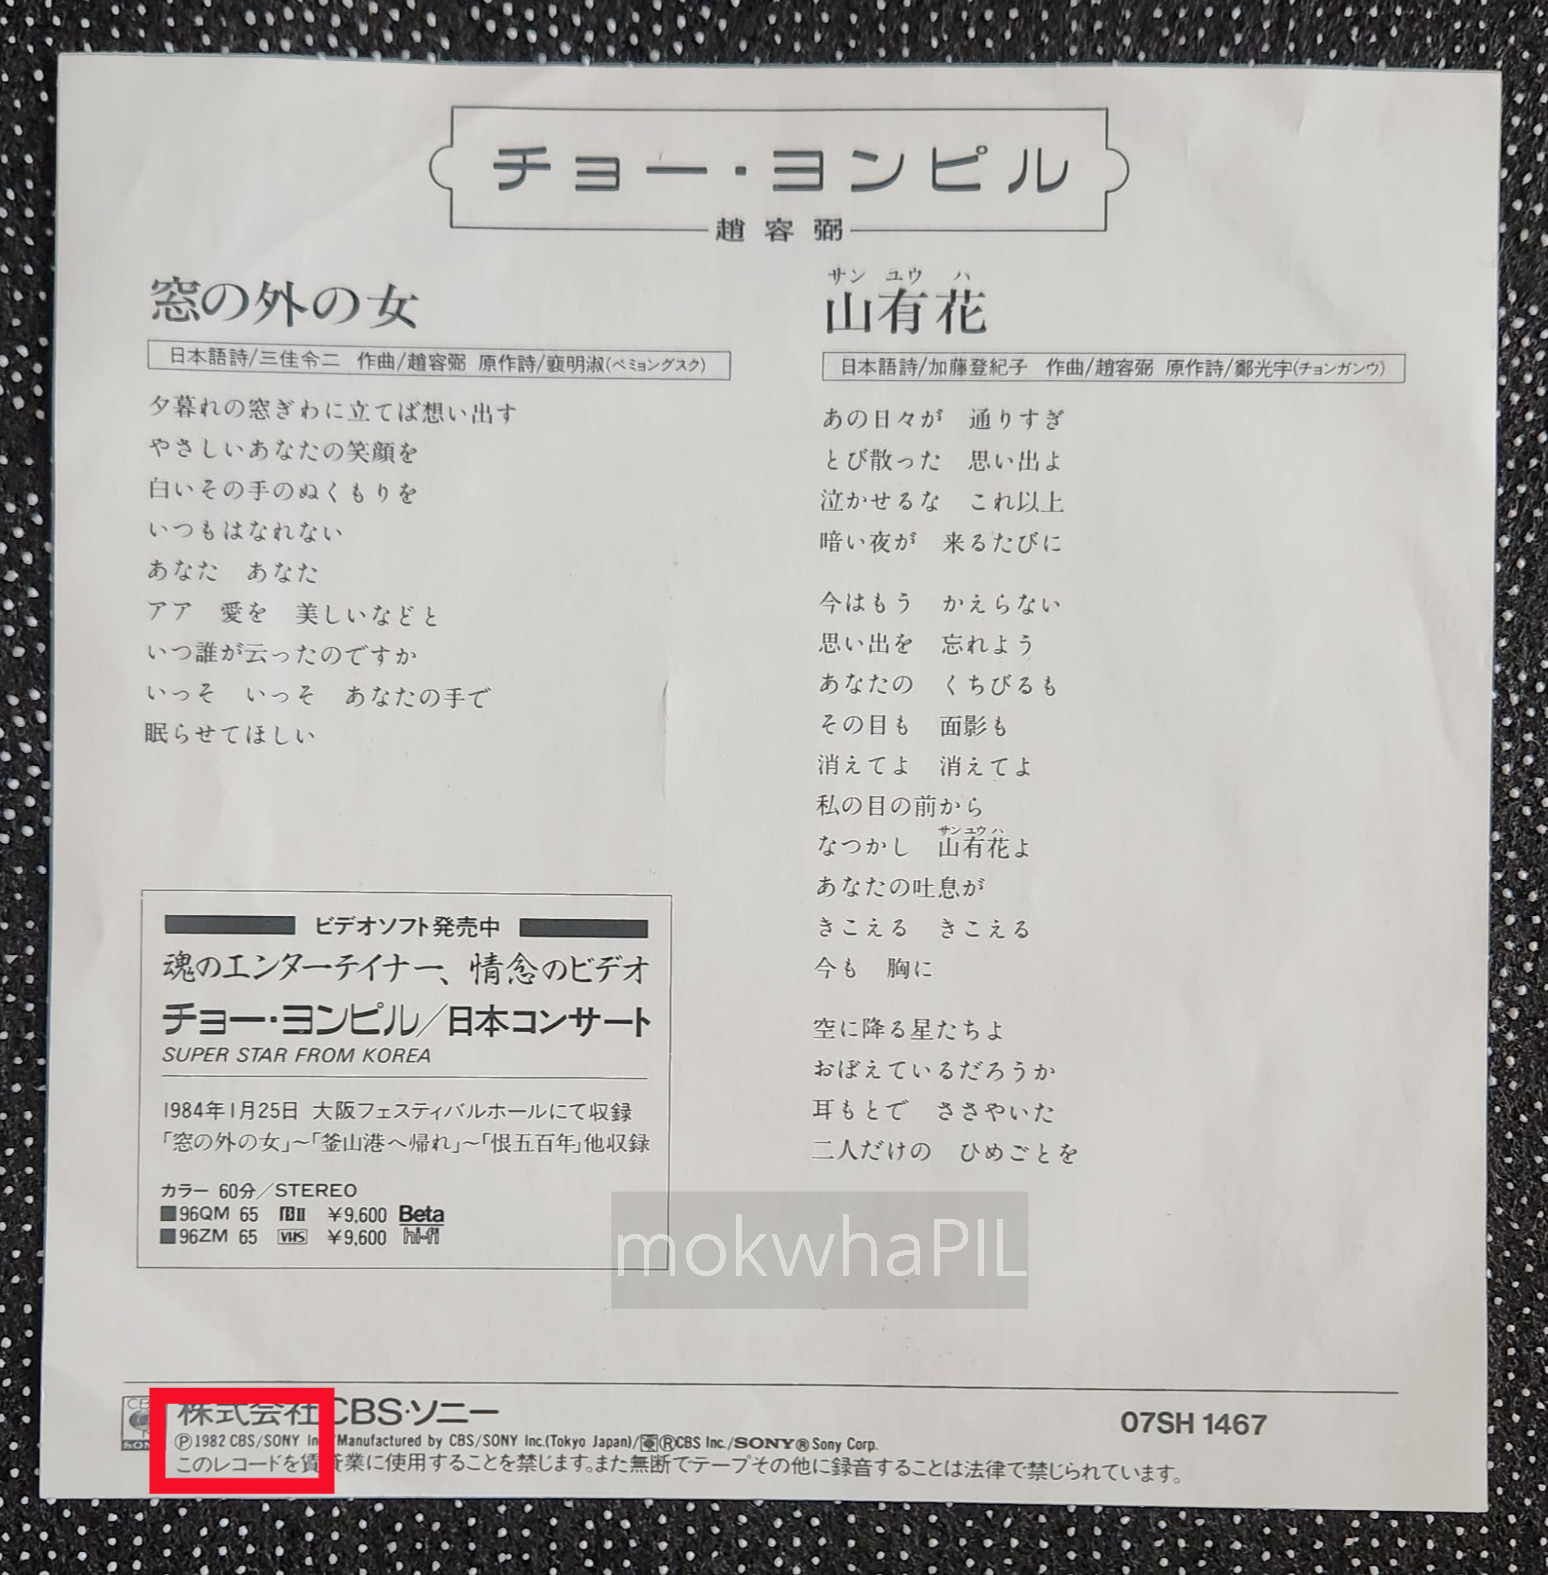 チョー・ヨンピル
趙容弼
窓の外の女
日本語詩/三佳令二 作曲/趙容弼 原作詩/襄明淑(ペミョングスク)
夕暮れの窓ぎわに立てば想い出す
やさしいあなたの笑顔を
白いその手のぬくもりを
いつもはなれない
あなた あなた
アア 愛を 美しいなどと
いつ誰が云ったのですか
いっそ いっそ あなたの手で
眠らせてほしい
ビデオソフト発売中
魂のエンターテイナー、情念のビデオ
チョー・ヨンピル/日本コンサート
SUPER STAR FROM KOREA
1984年1月25日 大阪フェスティバルホールにて収録
「窓の外の女」〜「釜山港へ帰れ」〜「恨五百年」他収録
カラー 60分/STEREO
■96QM 65 βII ¥9,600 Beta
■96ZM 65 VHS ¥9,600 hi-fi
サン ユウ ハ
山有花
日本語詩/加藤登紀子 作曲/趙容弼 原作詩/鄭光宇(チョンガンウ)
あの日々が 通りすぎ
とび散った 思い出よ
泣かせるな これ以上
暗い夜が 来るたびに
今はもう かえらない
思い出を 忘れよう
あなたの くちびるも
その目も 面影も
消えてよ 消えてよ
私の目の前から
サンユウハ
なつかし 山有花よ
あなたの吐息が
きこえる きこえる
今も 胸に
空に降る星たちよ
おぼえているだろうか
耳もとで ささやいた
二人だけの ひめごとを
mokwhaPIL
株式会社CBS・ソニー
07SH 1467
Ⓟ1982 CBS/SONY Inc./Manufactured by CBS/SONY Inc.(Tokyo Japan)/ⓇCBS Inc./SONY®Sony Corp.
このレコードを賃貸業に使用することを禁じます。また無断でテープその他に録音することは法律で禁じられています。